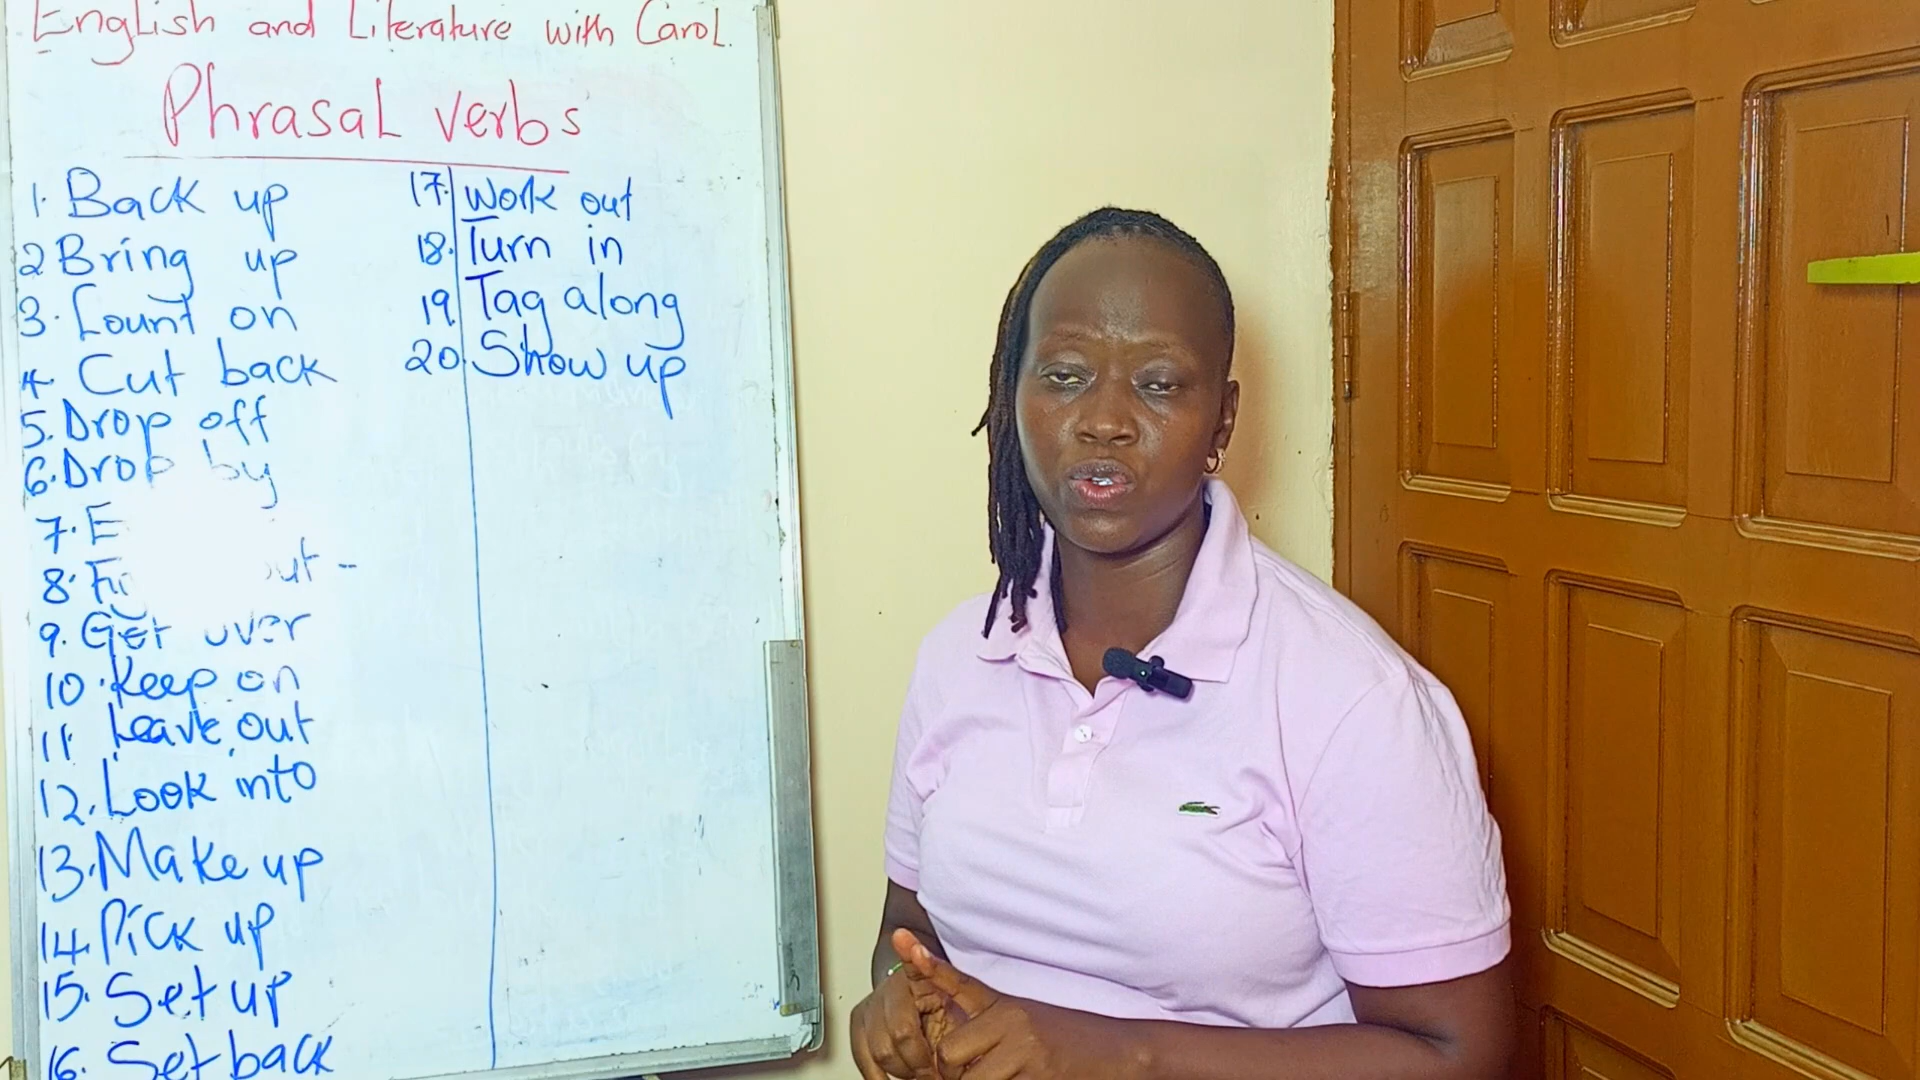 English and Literature with Carol.
Phrasal verbs
1. Back up
2 Bring up
3. Count on
4. Cut back
5. Drop off
6. Drop by
7. E
8. Fi ut -
9. Get over
10. Keep on
11 Leave out
12. Look into
13. Make up
14. Pick up
15. Set up
16. Set back
17. Work out
18. Turn in
19 Tag along
20. Show up